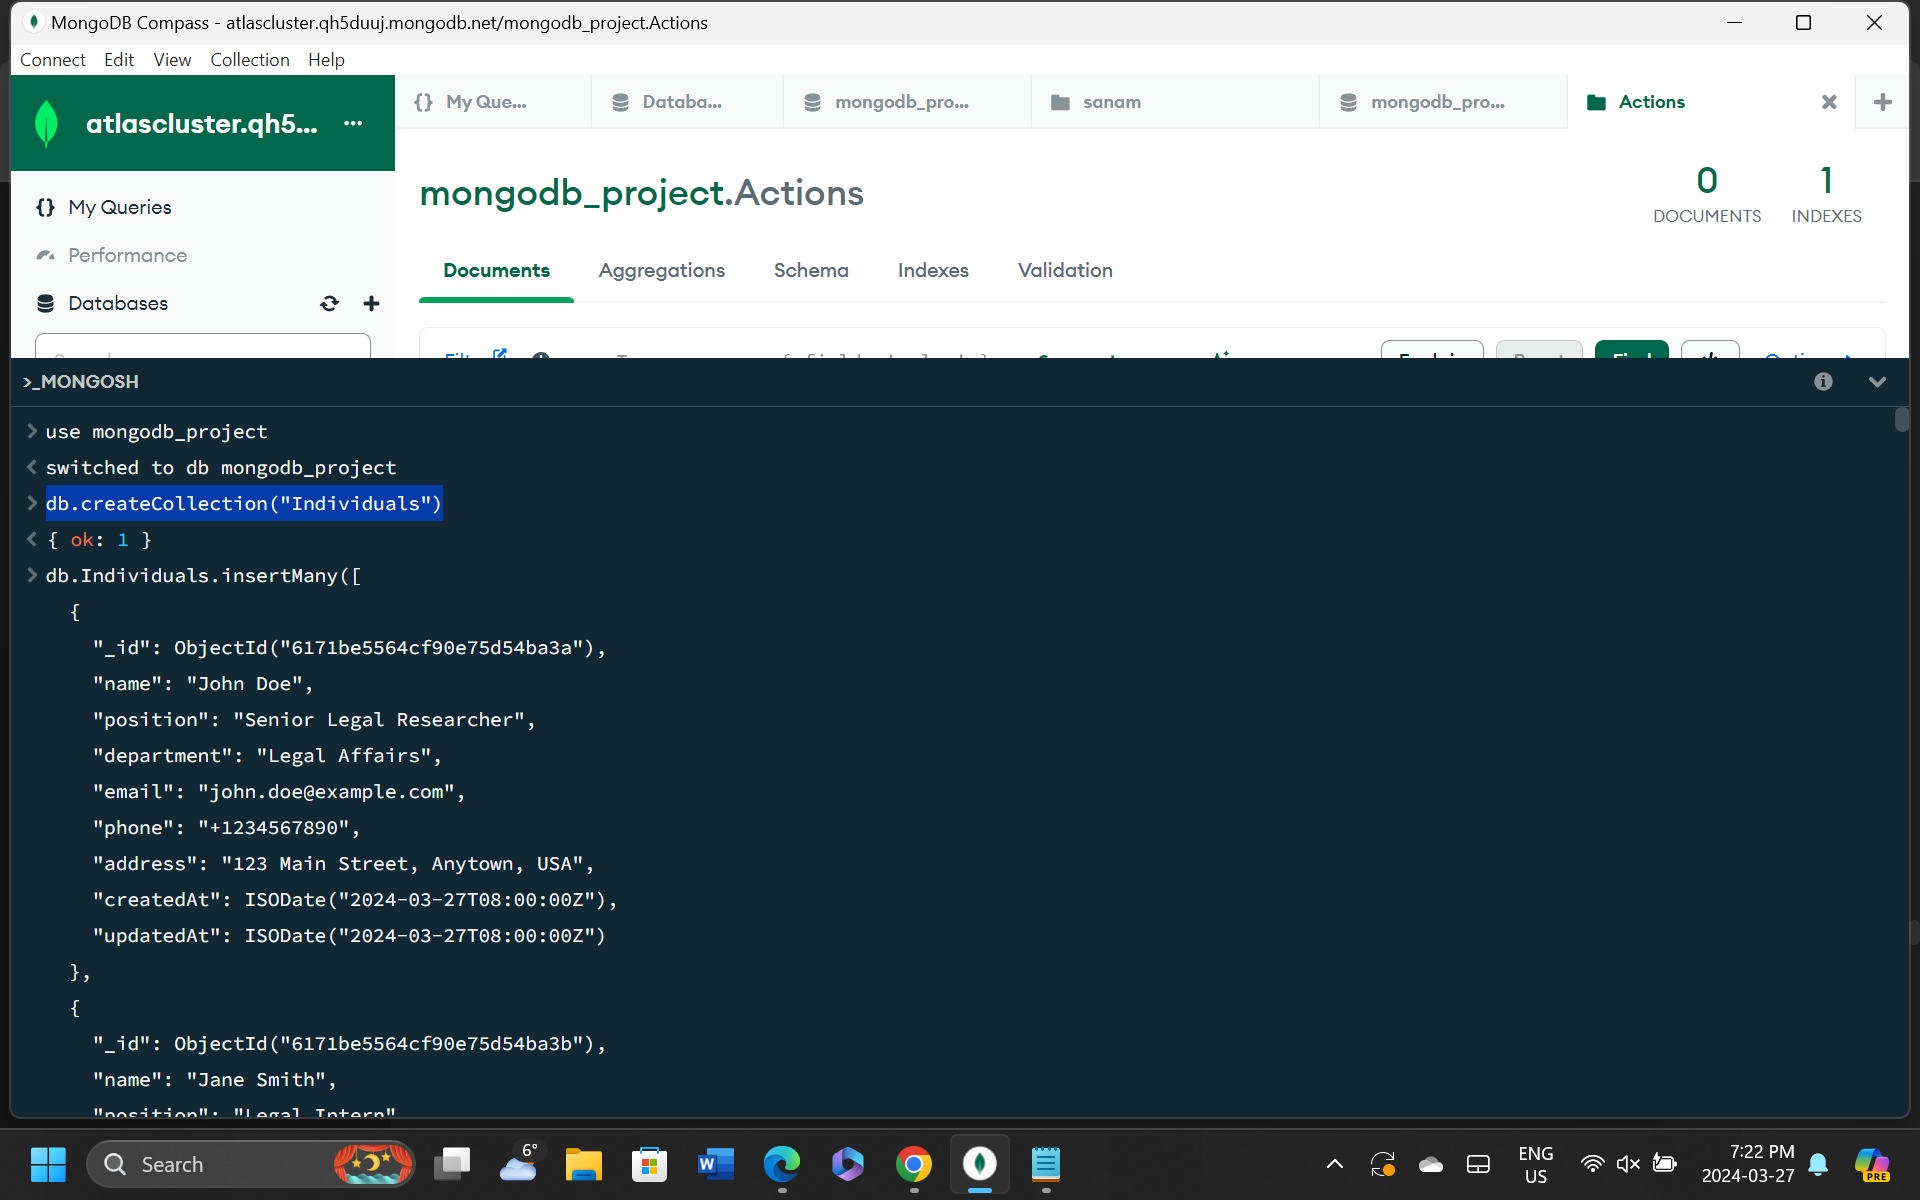 MongoDB Compass - atlascluster.qh5duuj.mongodb.net/mongodb_project.Actions
Connect Edit View Collection Help
atlascluster.qh5... ...
{} My Que... Databa... mongodb_pro... sanam mongodb_pro... Actions
mongodb_project.Actions
0 DOCUMENTS
1 INDEXES
{} My Queries
Performance
Databases
Documents Aggregations Schema Indexes Validation
>_MONGOSH
> use mongodb_project
< switched to db mongodb_project
> db.createCollection("Individuals")
< { ok: 1 }
> db.Individuals.insertMany([
{
"_id": ObjectId("6171be5564cf90e75d54ba3a"),
"name": "John Doe",
"position": "Senior Legal Researcher",
"department": "Legal Affairs",
"email": "john.doe@example.com",
"phone": "+1234567890",
"address": "123 Main Street, Anytown, USA",
"createdAt": ISODate("2024-03-27T08:00:00Z"),
"updatedAt": ISODate("2024-03-27T08:00:00Z")
},
{
"_id": ObjectId("6171be5564cf90e75d54ba3b"),
"name": "Jane Smith",
"position": "Legal Intern"
Search
6°
ENG
US
7:22 PM
2024-03-27
PRE